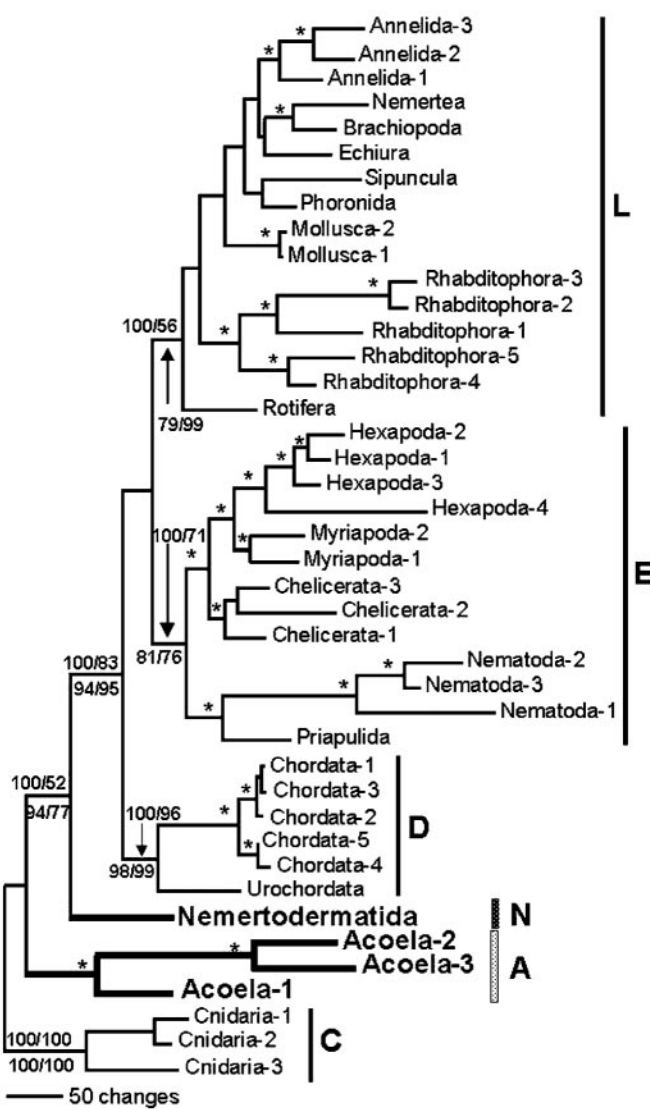 Annelida-3
*
*
Annelida-2
Annelida-1
Nemertea
*
Brachiopoda
Echiura
Sipuncula
L
Phoronida
Mollusca-2
*
Mollusca-1
Rhabditophora-3
*
Rhabditophora-2
*
100/56
Rhabditophora-1
*
Rhabditophora-5
*
Rhabditophora-4
Rotifera
79/99
Hexapoda-2
*
Hexapoda-1
*
*
Hexapoda-3
Hexapoda-4
*
100/71
Myriapoda-2
*
*
Myriapoda-1
E
Chelicerata-3
*
Chelicerata-2
Chelicerata-1
81/76
100/83
Nematoda-2
*
94/95
Nematoda-3
*
Nematoda-1
*
Priapulida
Chordata-1
100/52
*
Chordata-3
94/77
100/96
*
Chordata-2
D
*
Chordata-5
98/99
Chordata-4
Urochordata
Nemertodermatida
N
*
Acoela-2
*
Acoela-3
A
Acoela-1
Cnidaria-1
100/100
Cnidaria-2
C
100/100
Cnidaria-3
50 changes